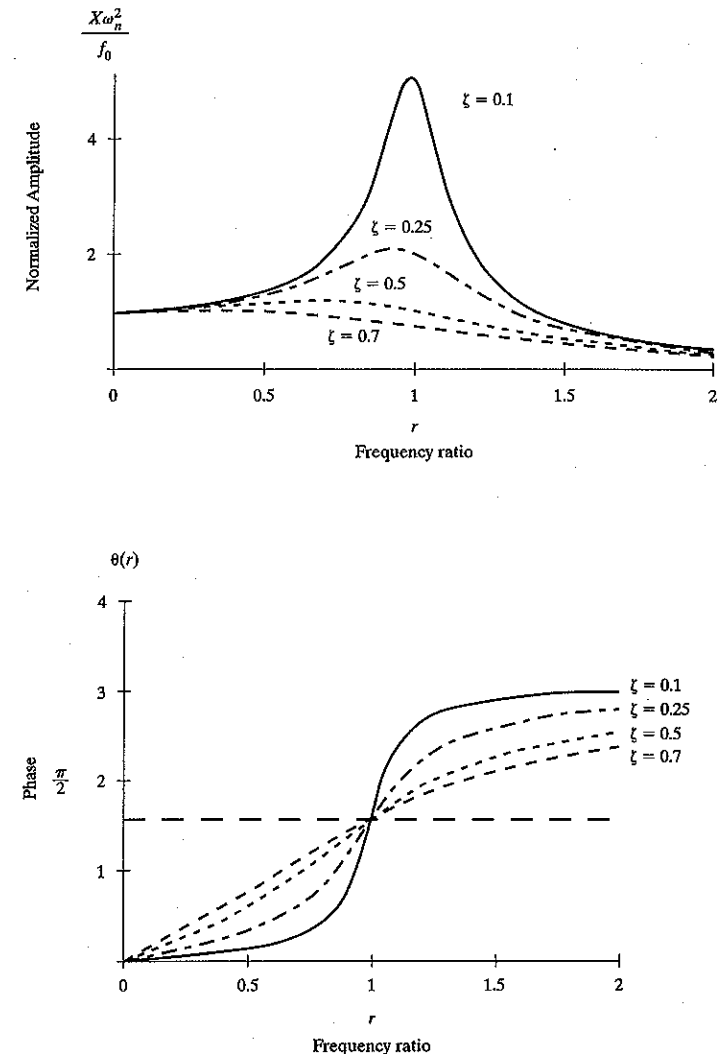 Xω_n^2
f_0
Normalized Amplitude
4
2
0
ζ = 0.1
ζ = 0.25
ζ = 0.5
ζ = 0.7
0 0.5 1 1.5 2
r
Frequency ratio
θ(r)
Phase
4
3
2
π/2
1
0
ζ = 0.1
ζ = 0.25
ζ = 0.5
ζ = 0.7
0 0.5 1 1.5 2
r
Frequency ratio